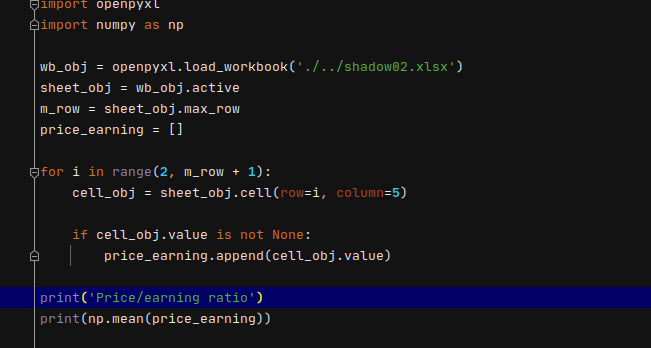 import openpyxl
import numpy as np
wb_obj = openpyxl.load_workbook('./../shadow02.xlsx')
sheet_obj = wb_obj.active
m_row = sheet_obj.max_row
price_earning = []
for i in range(2, m_row + 1):
    cell_obj = sheet_obj.cell(row=i, column=5)
    if cell_obj.value is not None:
        price_earning.append(cell_obj.value)
print('Price/earning ratio')
print(np.mean(price_earning))